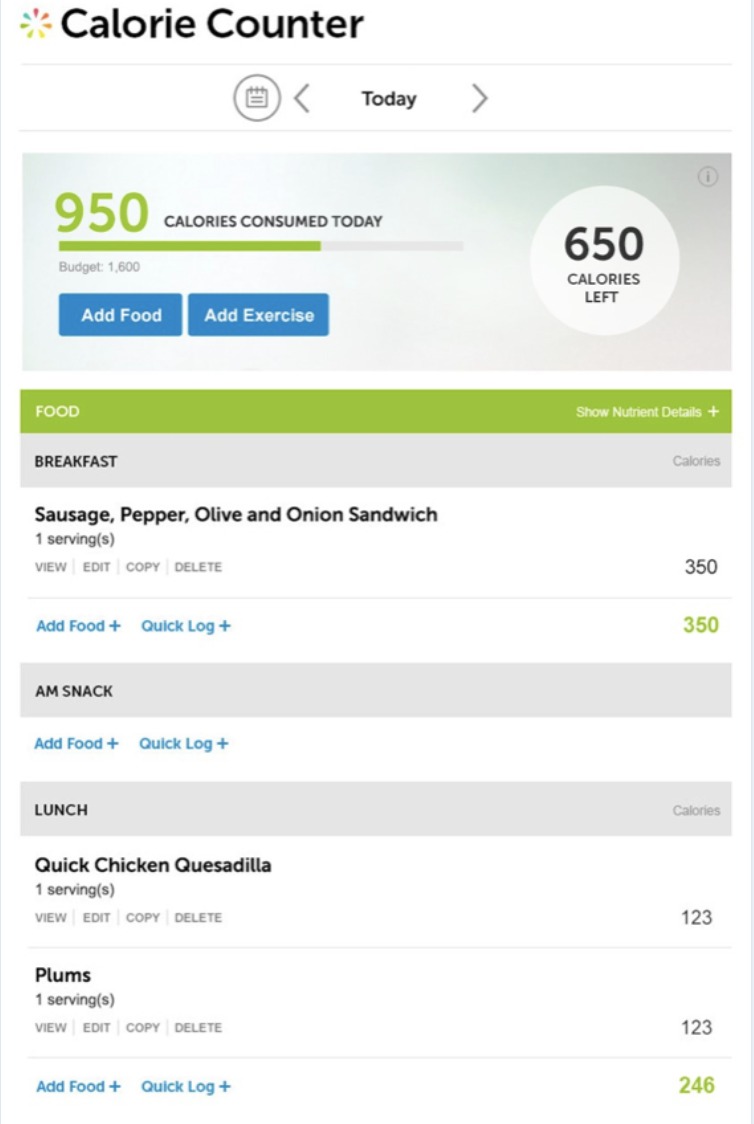 Calorie Counter
Today
950 CALORIES CONSUMED TODAY
Budget: 1,600
650
CALORIES
LEFT
Add Food Add Exercise
FOOD Show Nutrient Details +
BREAKFAST Calories
Sausage, Pepper, Olive and Onion Sandwich
1 serving(s)
VIEW | EDIT | COPY | DELETE 350
Add Food + Quick Log + 350
AM SNACK
Add Food + Quick Log +
LUNCH Calories
Quick Chicken Quesadilla
1 serving(s)
VIEW | EDIT | COPY | DELETE 123
Plums
1 serving(s)
VIEW | EDIT | COPY | DELETE 123
Add Food + Quick Log + 246